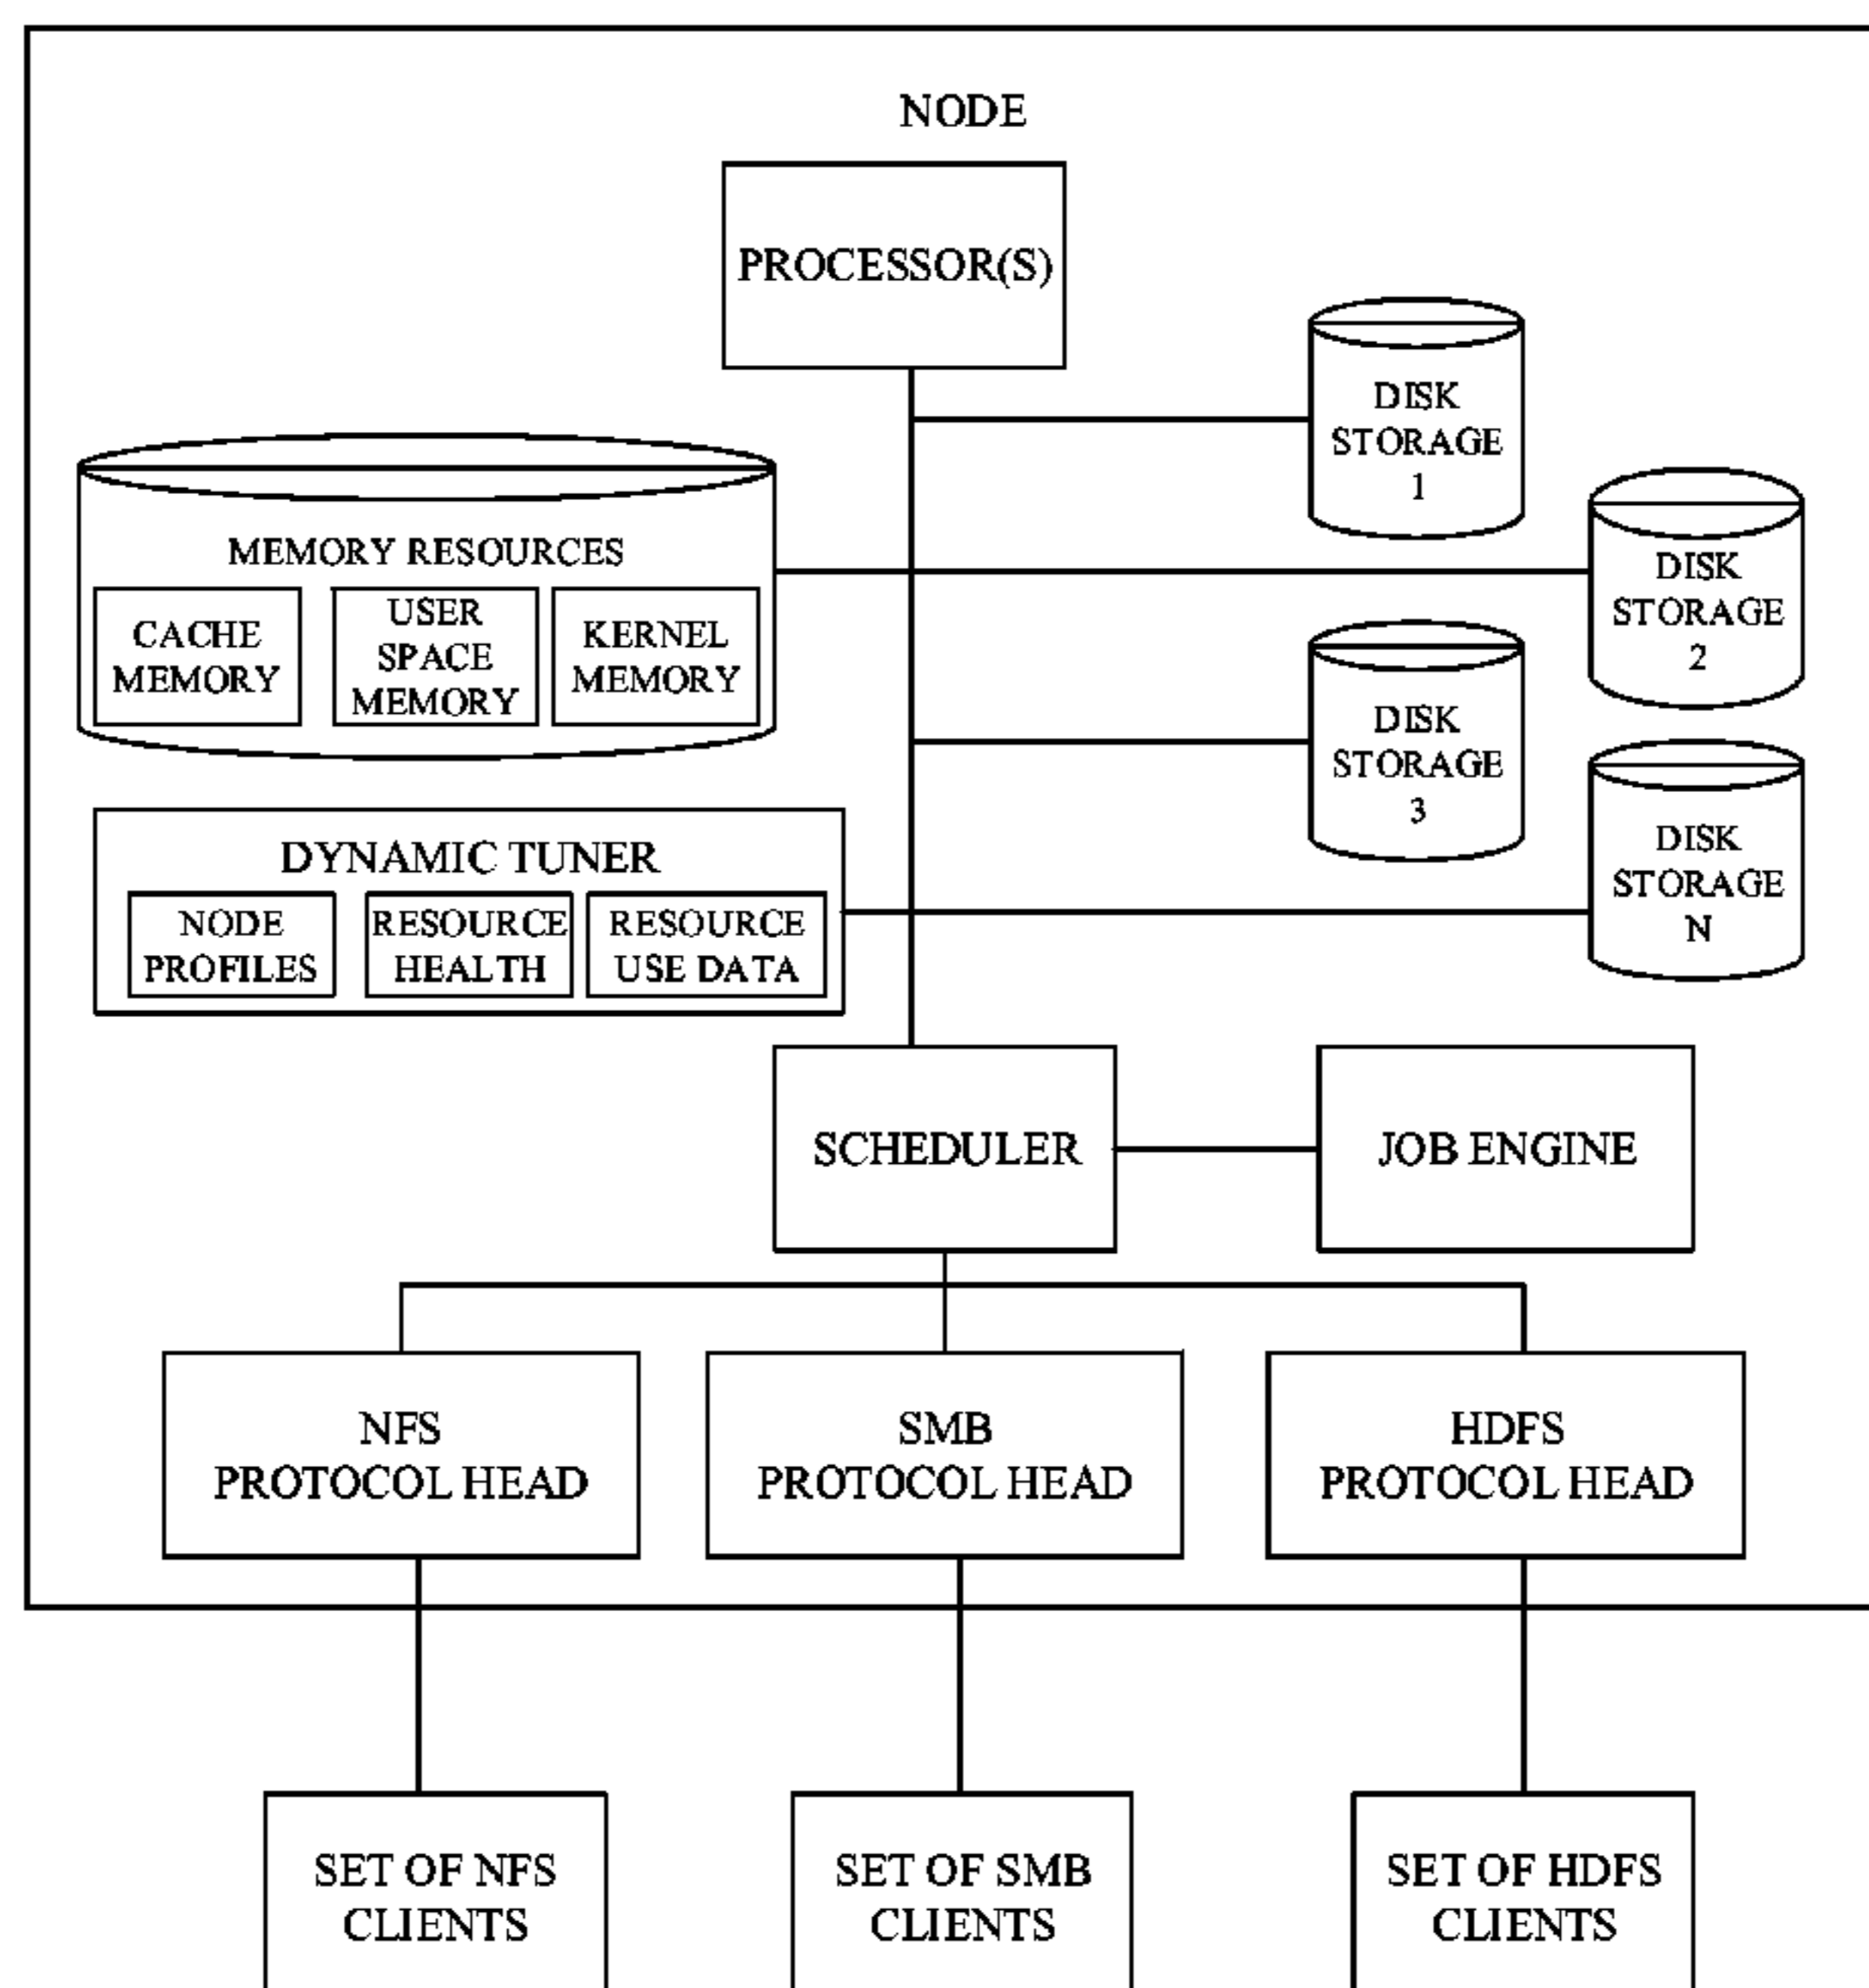 NODE
PROCESSOR(S)
DISK
STORAGE
1
MEMORY RESOURCES
CACHE
MEMORY
USER
SPACE
MEMORY
KERNEL
MEMORY
DISK
STORAGE
2
DISK
STORAGE
3
DYNAMIC TUNER
NODE
PROFILES
RESOURCE
HEALTH
RESOURCE
USE DATA
DISK
STORAGE
N
SCHEDULER
JOB ENGINE
NFS
PROTOCOL HEAD
SMB
PROTOCOL HEAD
HDFS
PROTOCOL HEAD
SET OF NFS
CLIENTS
SET OF SMB
CLIENTS
SET OF HDFS
CLIENTS